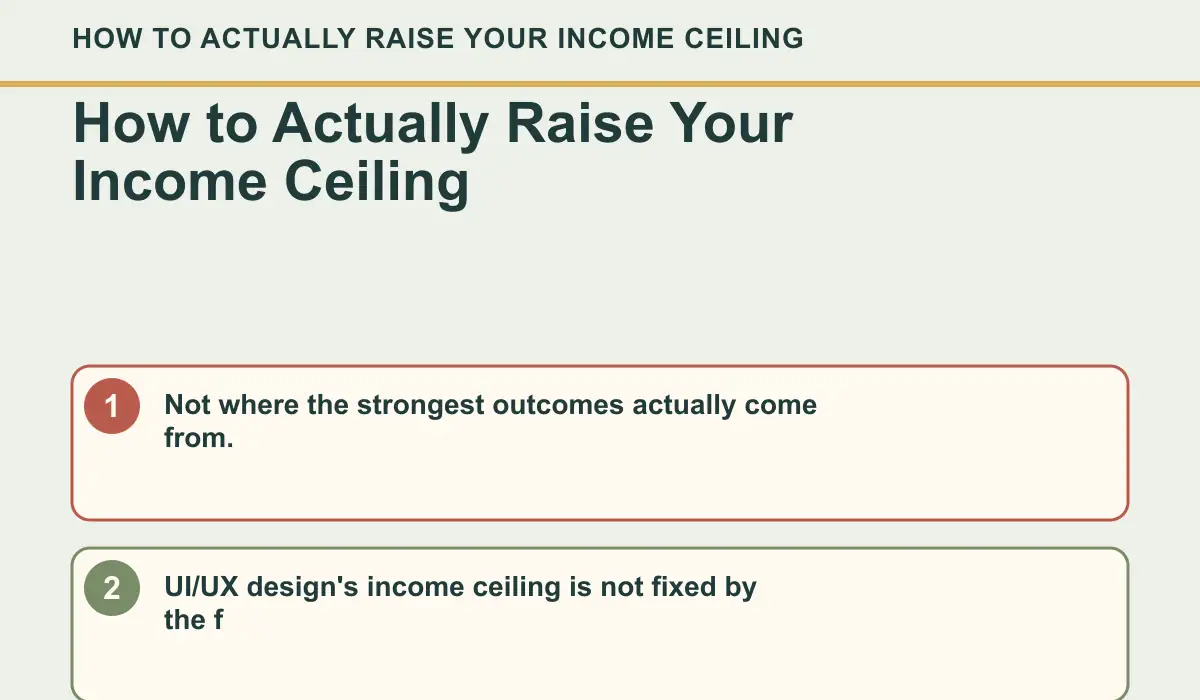 HOW TO ACTUALLY RAISE YOUR INCOME CEILING
How to Actually Raise Your
Income Ceiling
1
Not where the strongest outcomes actually come
from.
2
UI/UX design's income ceiling is not fixed by
the f